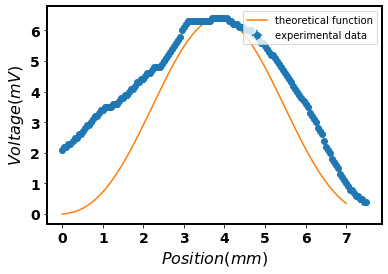 theoretical function
experimental data
6
5
4
3
2
1
0
Voltage(mV)
0 1 2 3 4 5 6 7
Position(mm)